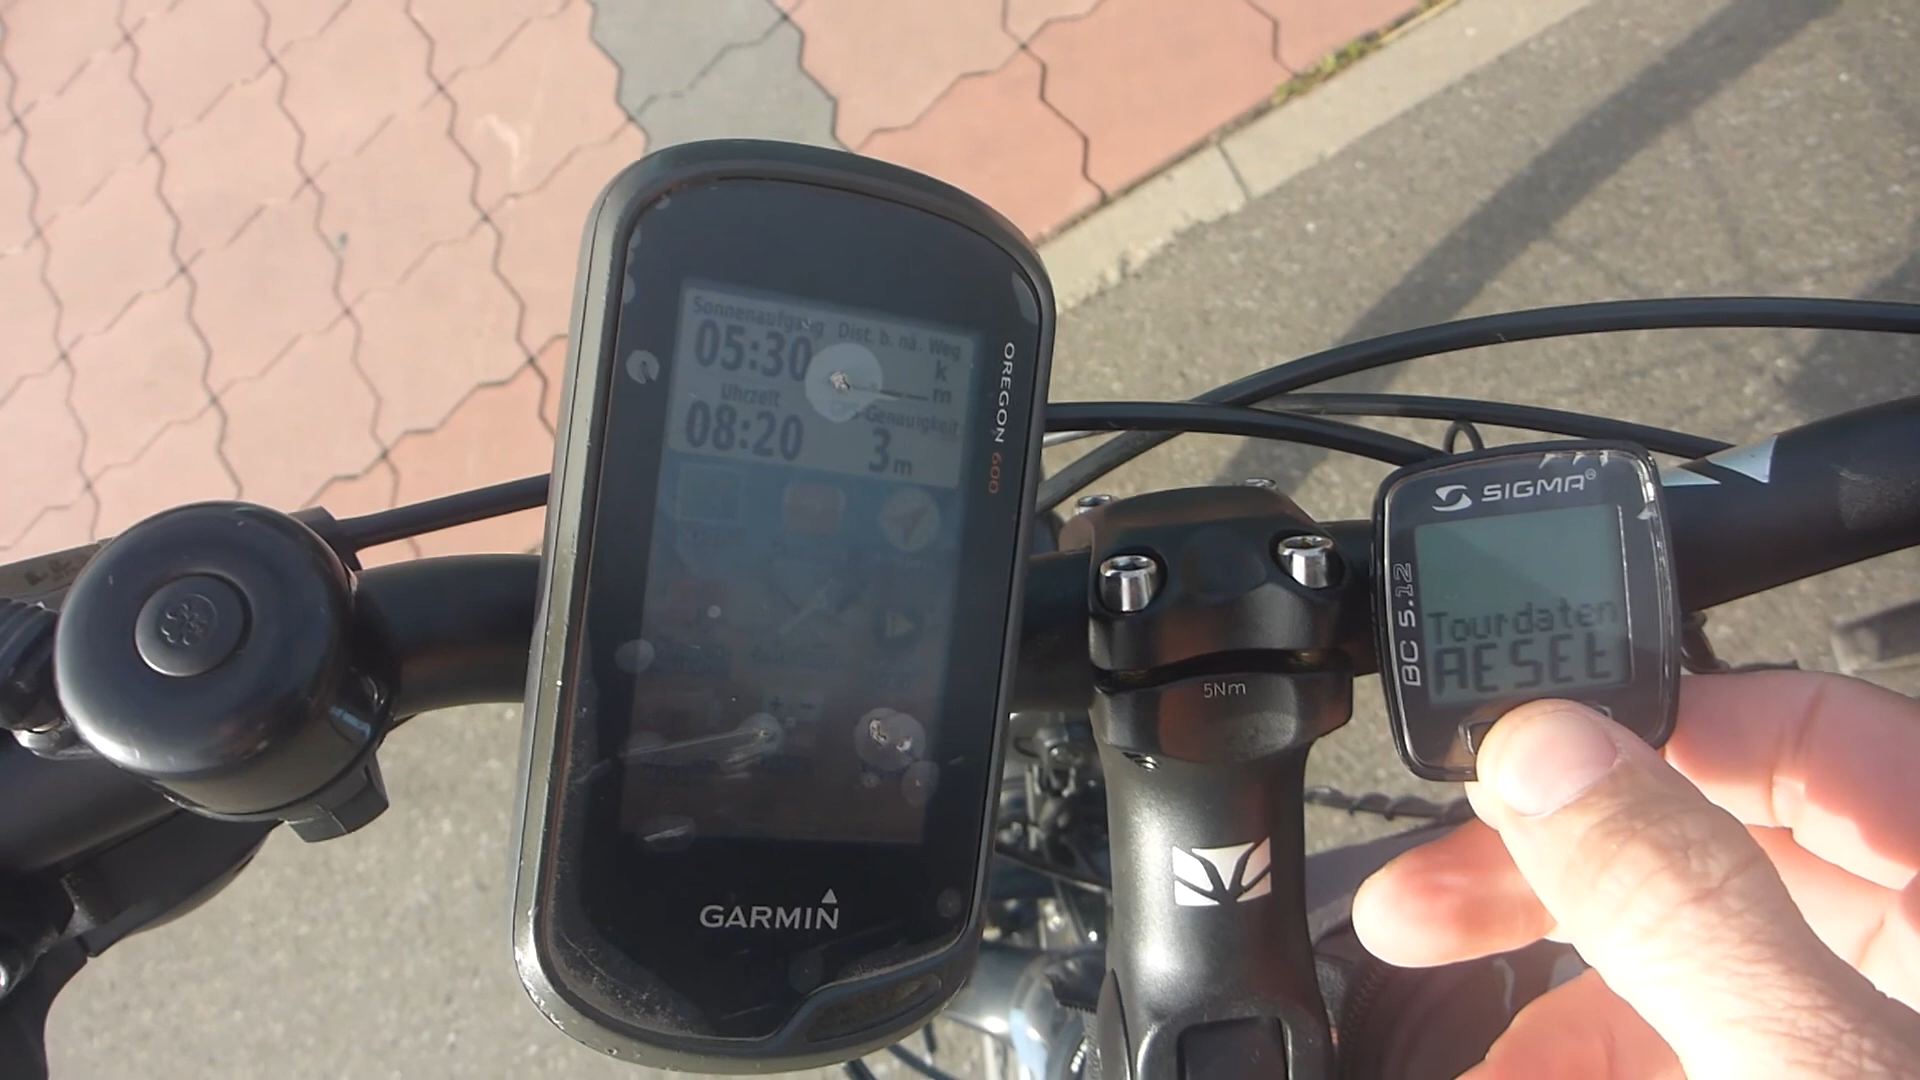 Sonnenaufgang
Dist. b. nä. Weg
05:30
k
m
Uhrzeit
GPS-Genauigkeit
08:20
3m
OREGON 600
GARMIN
5Nm
SIGMA
BC 5.12
Tourdaten
RESEt